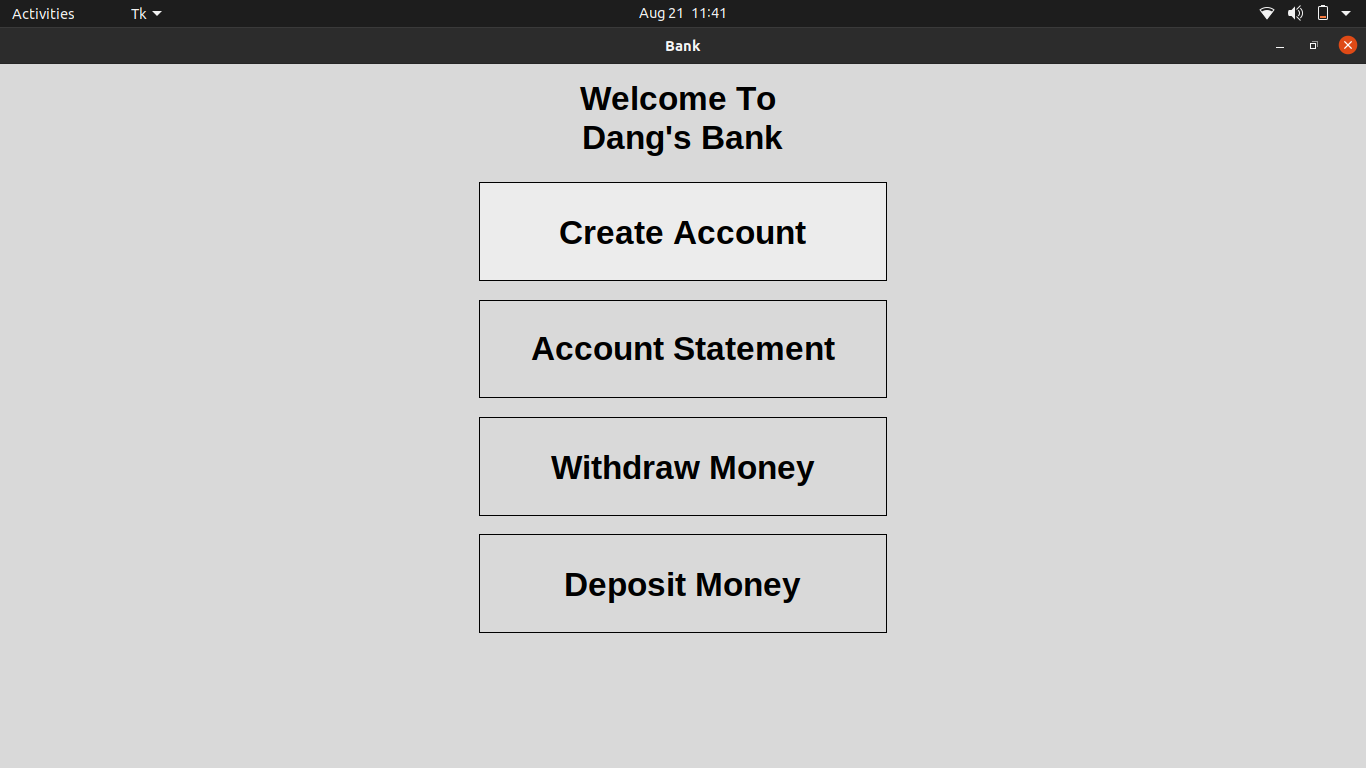 Activities Tk Aug 21 11:41
Bank
Welcome To
Dang's Bank
Create Account
Account Statement
Withdraw Money
Deposit Money